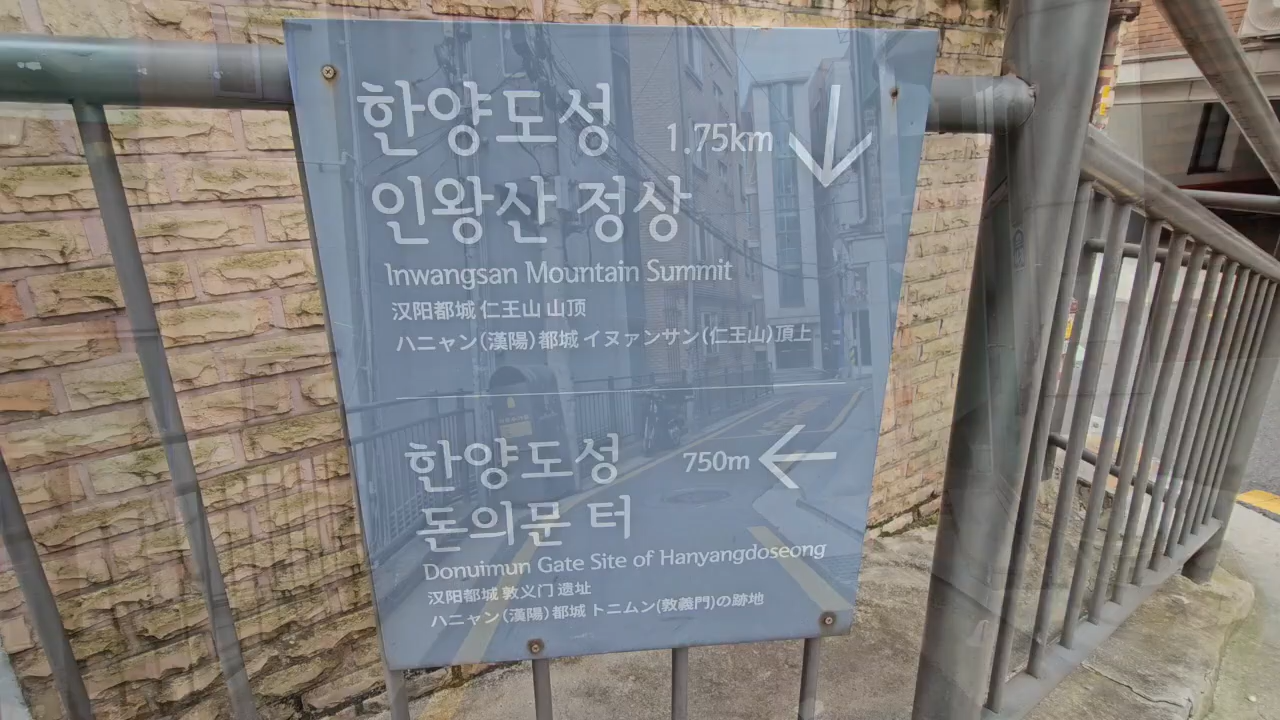 한양도성 1.75km
인왕산 정상
Inwangsan Mountain Summit
汉阳都城 仁王山 山顶
ハニャン(漢陽)都城 イヌァンサン(仁王山)頂上
한양도성 750m
돈의문 터
Donuimun Gate Site of Hanyangdoseong
汉阳都城 敦义门 遗址
ハニャン(漢陽)都城 トニムン(敦義門)の跡地